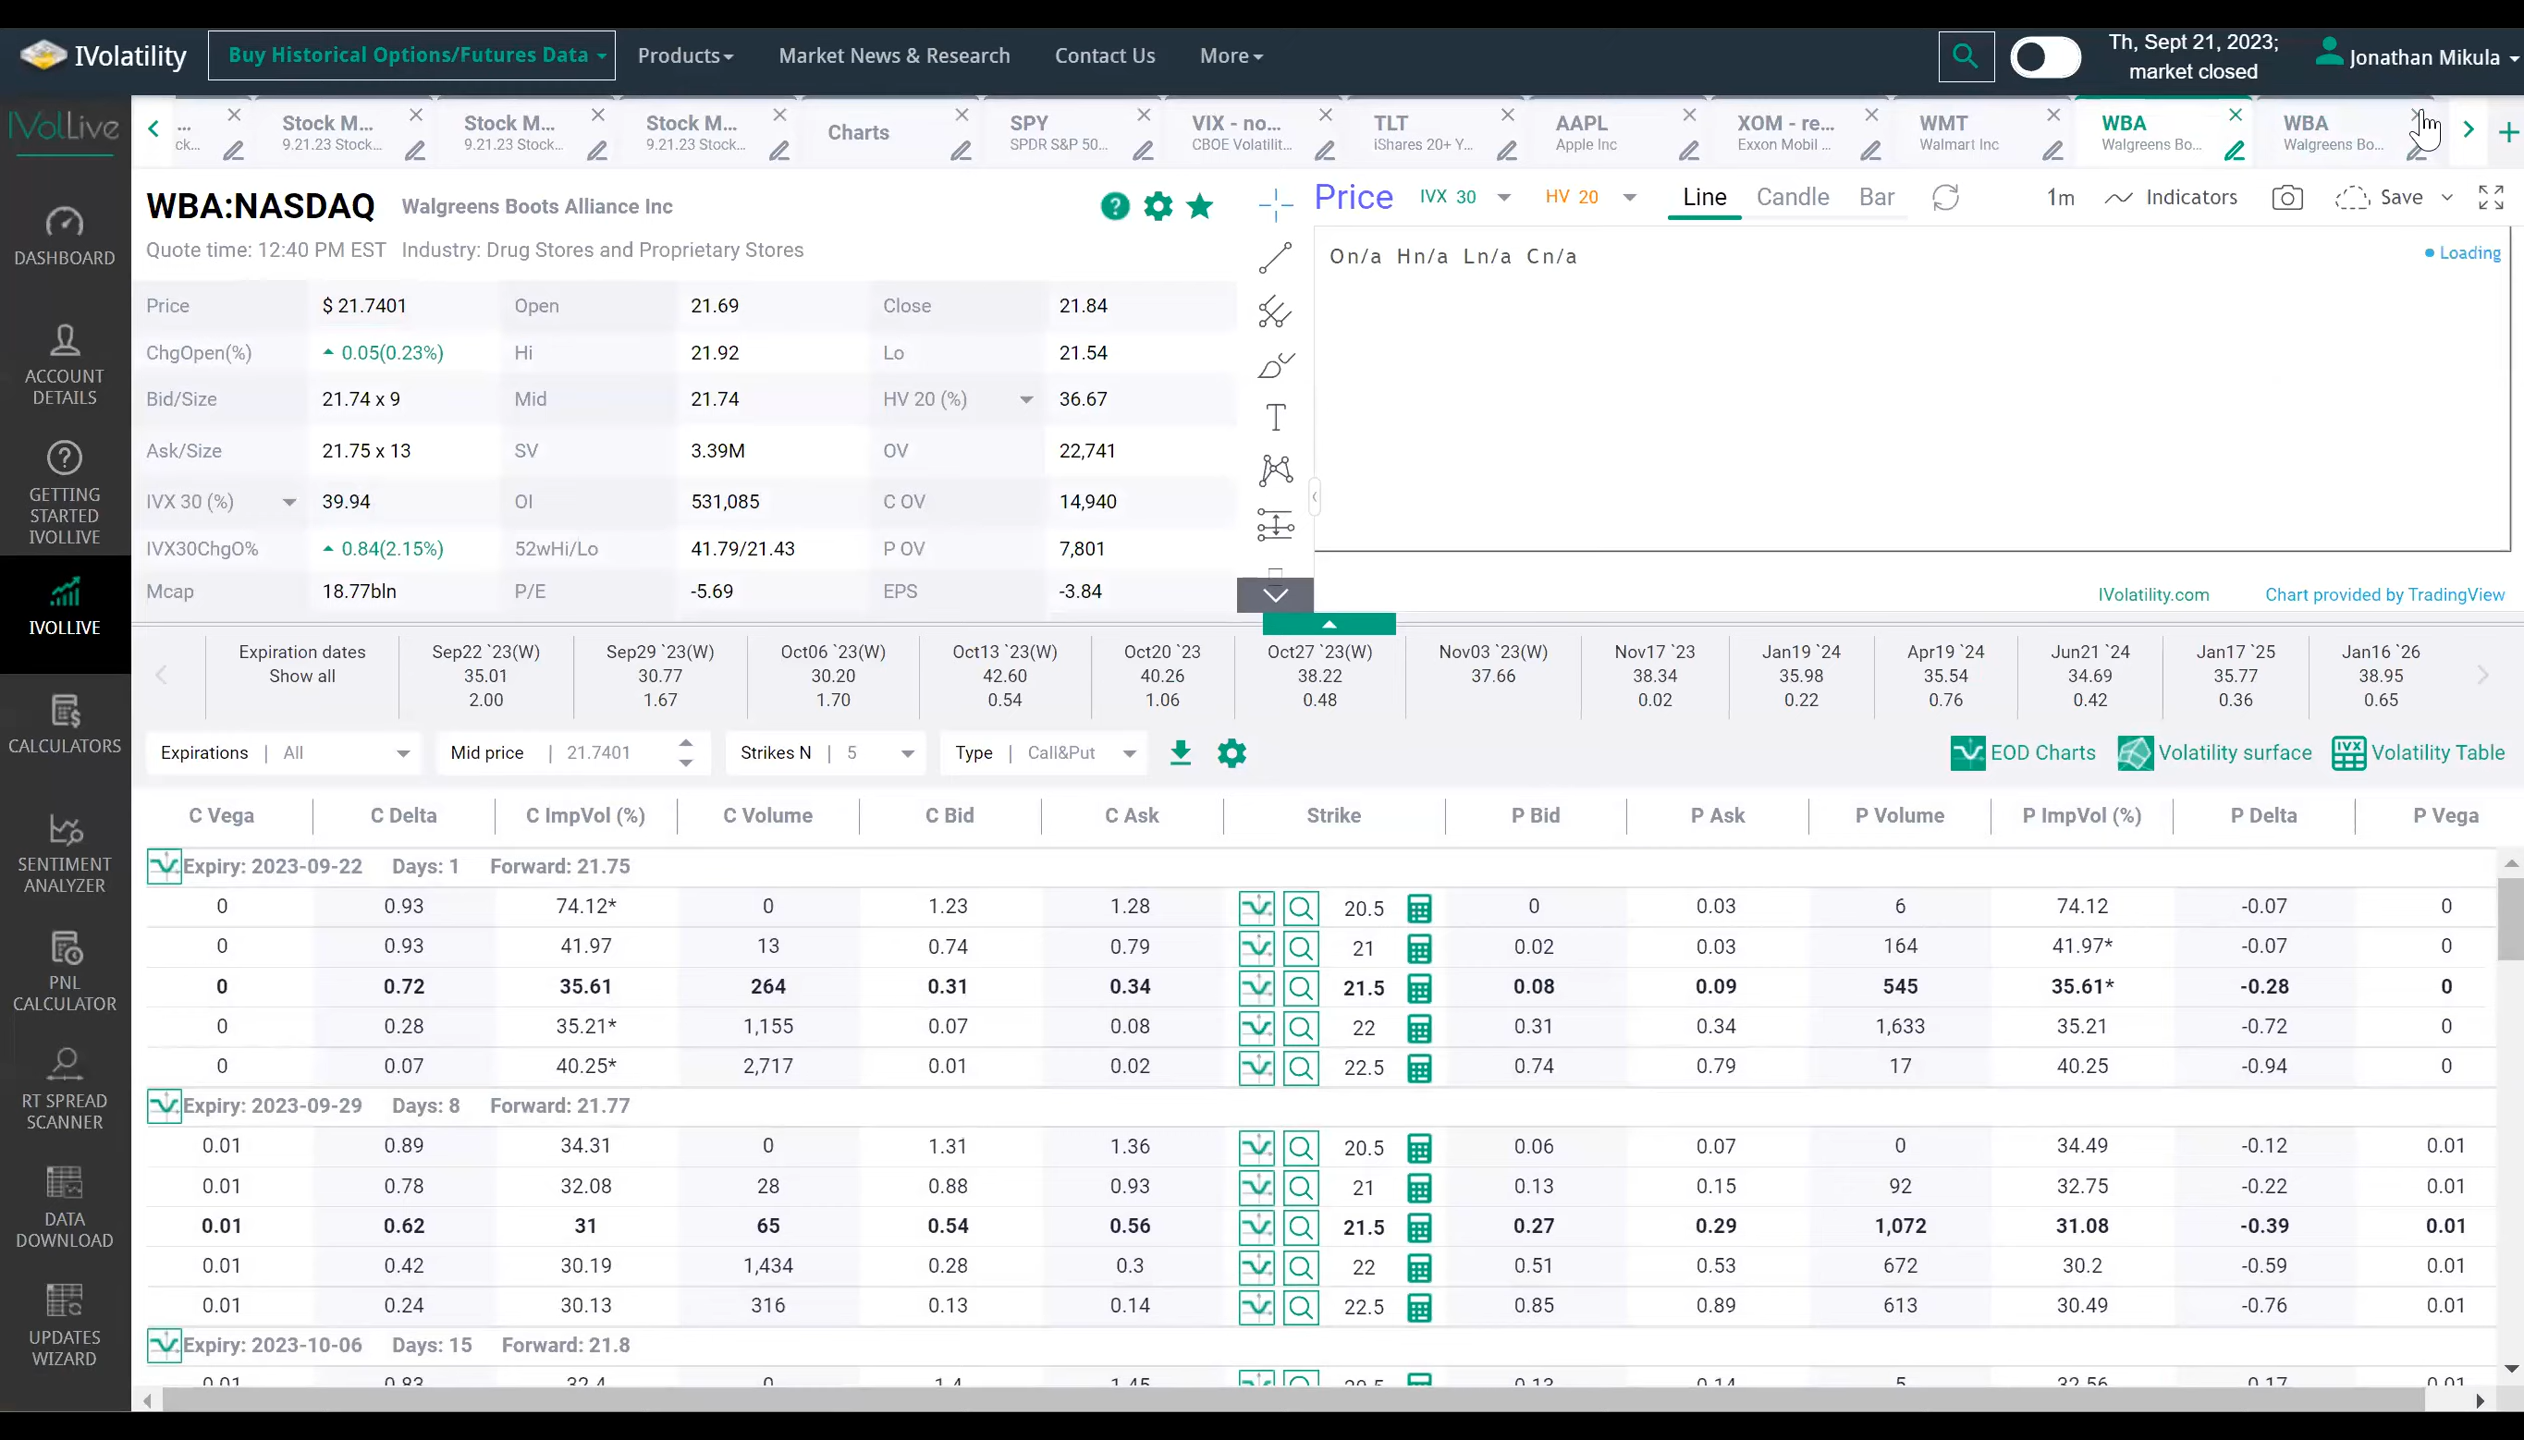 IVolatility
Buy Historical Options/Futures Data
Products
Market News & Research
Contact Us
More
Th, Sept 21, 2023;
market closed
Jonathan Mikula
IVolLive
... Stock M... Stock M... Stock M... Charts SPY VIX - no... TLT AAPL XOM - re... WMT WBA WBA
ck... 9.21.23 Stock... 9.21.23 Stock... 9.21.23 Stock... SPDR S&P 50... CBOE Volatilit... iShares 20+ Y... Apple Inc Exxon Mobil ... Walmart Inc Walgreens Bo... Walgreens Bo...
DASHBOARD
ACCOUNT
DETAILS
GETTING
STARTED
IVOLLIVE
IVOLLIVE
CALCULATORS
SENTIMENT
ANALYZER
PNL
CALCULATOR
RT SPREAD
SCANNER
DATA
DOWNLOAD
UPDATES
WIZARD
WBA:NASDAQ Walgreens Boots Alliance Inc
Quote time: 12:40 PM EST Industry: Drug Stores and Proprietary Stores
Price $ 21.7401 Open 21.69 Close 21.84
ChgOpen(%) 0.05(0.23%) Hi 21.92 Lo 21.54
Bid/Size 21.74 x 9 Mid 21.74 HV 20 (%) 36.67
Ask/Size 21.75 x 13 SV 3.39M OV 22,741
IVX 30 (%) 39.94 OI 531,085 C OV 14,940
IVX30ChgO% 0.84(2.15%) 52wHi/Lo 41.79/21.43 P OV 7,801
Mcap 18.77bln P/E -5.69 EPS -3.84
Price IVX 30 HV 20 Line Candle Bar 1m Indicators Save
On/a Hn/a Ln/a Cn/a
Loading
IVolatility.com Chart provided by TradingView
Expiration dates Sep22 `23(W) Sep29 `23(W) Oct06 `23(W) Oct13 `23(W) Oct20 `23 Oct27 `23(W) Nov03 `23(W) Nov17 `23 Jan19 `24 Apr19 `24 Jun21 `24 Jan17 `25 Jan16 `26
Show all 35.01 30.77 30.20 42.60 40.26 38.22 37.66 38.34 35.98 35.54 34.69 35.77 38.95
2.00 1.67 1.70 0.54 1.06 0.48 0.02 0.22 0.76 0.42 0.36 0.65
Expirations | All Mid price | 21.7401 Strikes N | 5 Type | Call&Put EOD Charts Volatility surface IVX Volatility Table
C Vega C Delta C ImpVol (%) C Volume C Bid C Ask Strike P Bid P Ask P Volume P ImpVol (%) P Delta P Vega
Expiry: 2023-09-22 Days: 1 Forward: 21.75
0 0.93 74.12* 0 1.23 1.28 20.5 0 0.03 6 74.12 -0.07 0
0 0.93 41.97 13 0.74 0.79 21 0.02 0.03 164 41.97* -0.07 0
0 0.72 35.61 264 0.31 0.34 21.5 0.08 0.09 545 35.61* -0.28 0
0 0.28 35.21* 1,155 0.07 0.08 22 0.31 0.34 1,633 35.21 -0.72 0
0 0.07 40.25* 2,717 0.01 0.02 22.5 0.74 0.79 17 40.25 -0.94 0
Expiry: 2023-09-29 Days: 8 Forward: 21.77
0.01 0.89 34.31 0 1.31 1.36 20.5 0.06 0.07 0 34.49 -0.12 0.01
0.01 0.78 32.08 28 0.88 0.93 21 0.13 0.15 92 32.75 -0.22 0.01
0.01 0.62 31 65 0.54 0.56 21.5 0.27 0.29 1,072 31.08 -0.39 0.01
0.01 0.42 30.19 1,434 0.28 0.3 22 0.51 0.53 672 30.2 -0.59 0.01
0.01 0.24 30.13 316 0.13 0.14 22.5 0.85 0.89 613 30.49 -0.76 0.01
Expiry: 2023-10-06 Days: 15 Forward: 21.8
0.01 0.83 32.4 0 1.4 1.45 20.5 0.13 0.14 5 32.56 0.17 0.01